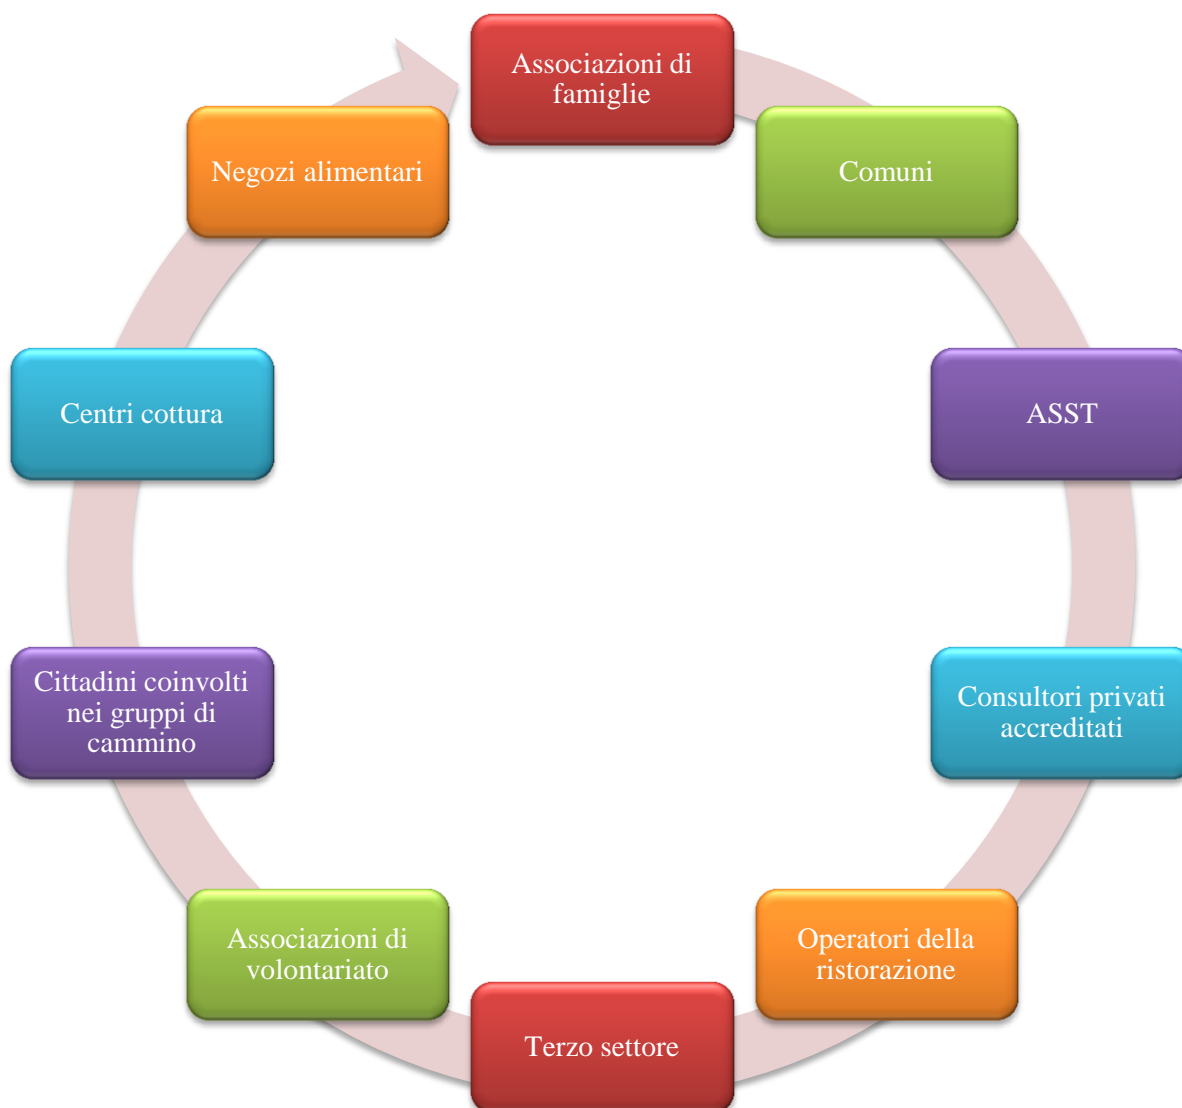 Associazioni di
famiglie
Comuni
ASST
Consultori privati
accreditati
Operatori della
ristorazione
Terzo settore
Associazioni di
volontariato
Cittadini coinvolti
nei gruppi di
cammino
Centri cottura
Negozi alimentari